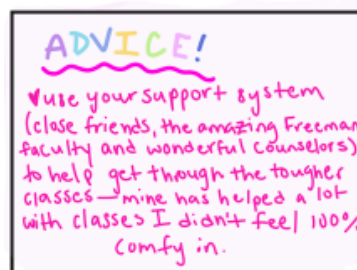 ADVICE!
♥use your support system
(close friends, the amazing Freeman
faculty and wonderful counselors)
to help get through the tougher
classes—mine has helped a lot
with classes I didn't feel 100%
comfy in.